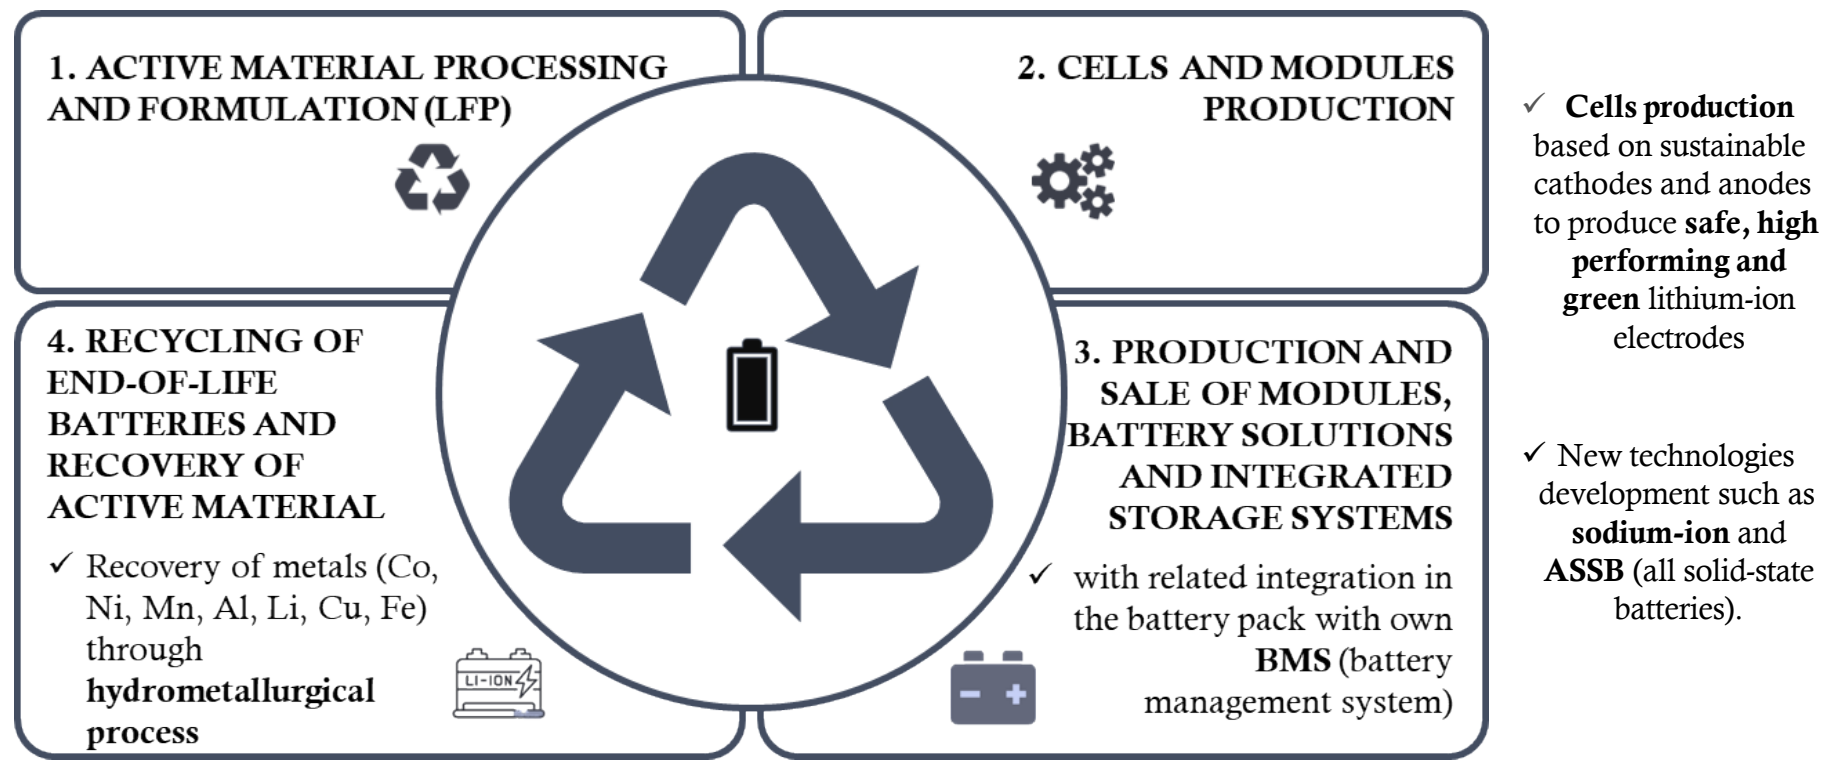 1. ACTIVE MATERIAL PROCESSING
AND FORMULATION (LFP)
2. CELLS AND MODULES
PRODUCTION
3. PRODUCTION AND
SALE OF MODULES,
BATTERY SOLUTIONS
AND INTEGRATED
STORAGE SYSTEMS
✓ with related integration in
the battery pack with own
BMS (battery
management system)
4. RECYCLING OF
END-OF-LIFE
BATTERIES AND
RECOVERY OF
ACTIVE MATERIAL
✓ Recovery of metals (Co,
Ni, Mn, Al, Li, Cu, Fe)
through
hydrometallurgical
process
LI-ION
✓ Cells production
based on sustainable
cathodes and anodes
to produce safe, high
performing and
green lithium-ion
electrodes
✓ New technologies
development such as
sodium-ion and
ASSB (all solid-state
batteries).